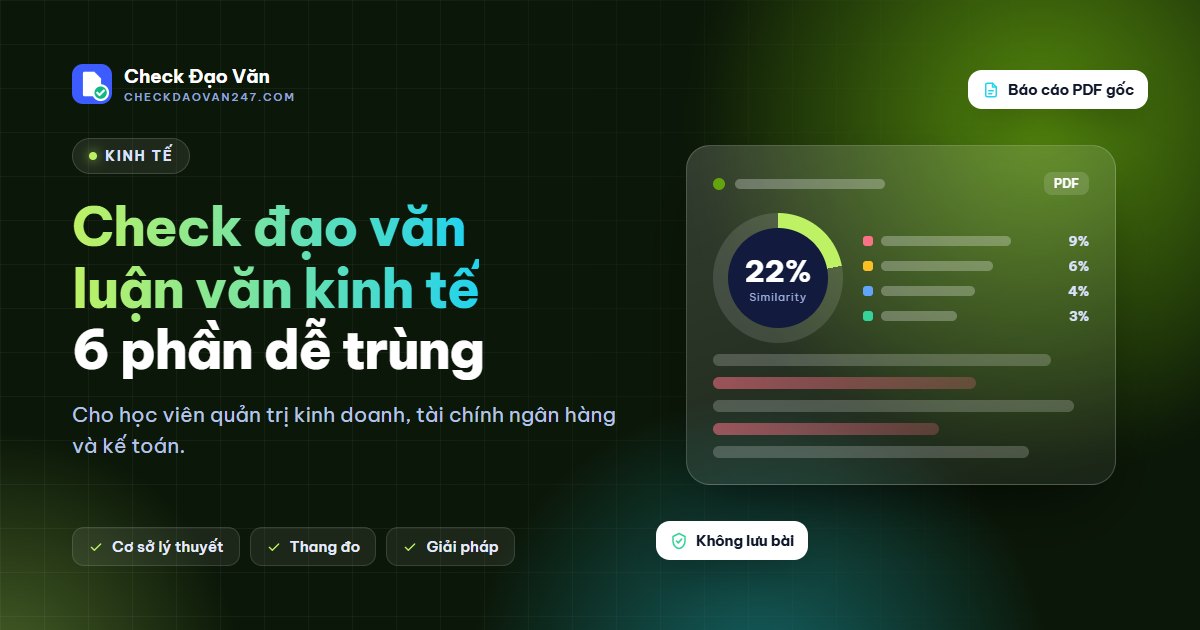 Check Đạo Văn
CHECKDAOVAN247.COM
Báo cáo PDF gốc
KINH TẾ
Check đạo văn
luận văn kinh tế
6 phần dễ trùng
Cho học viên quản trị kinh doanh, tài chính ngân hàng
và kế toán.
Cơ sở lý thuyết
Thang đo
Giải pháp
PDF
22%
Similarity
9%
6%
4%
3%
Không lưu bài